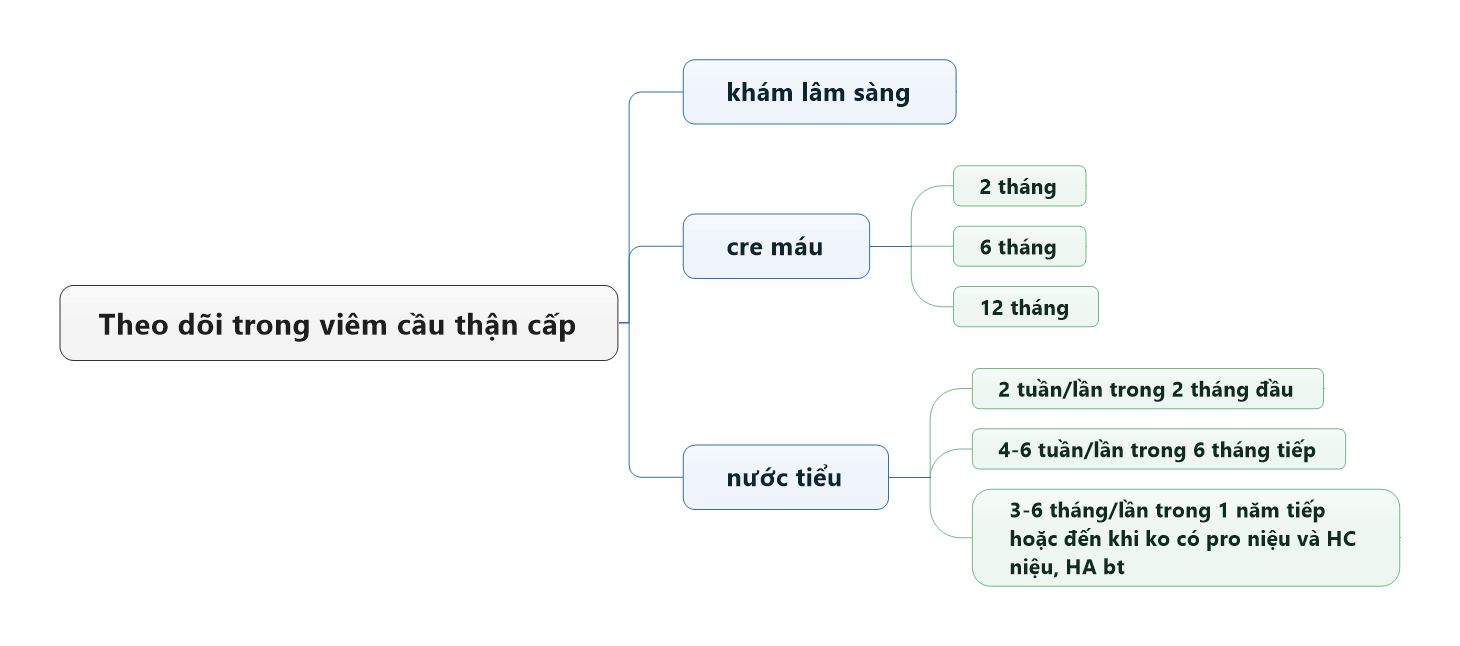 Theo dõi trong viêm cầu thận cấp
khám lâm sàng
cre máu
2 tháng
6 tháng
12 tháng
nước tiểu
2 tuần/lần trong 2 tháng đầu
4-6 tuần/lần trong 6 tháng tiếp
3-6 tháng/lần trong 1 năm tiếp
hoặc đến khi ko có pro niệu và HC
niệu, HA bt